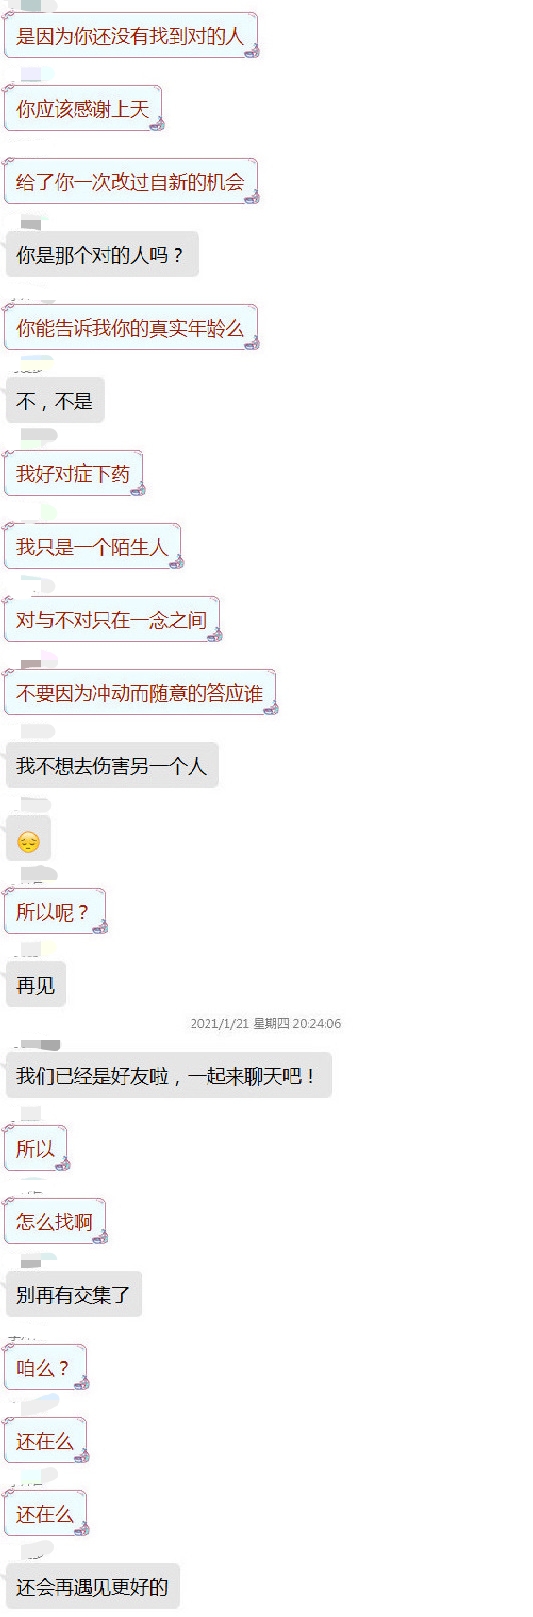 是因为你还没有找到对的人
你应该感谢上天
给了你一次改过自新的机会
你是那个对的人吗？
你能告诉我你的真实年龄么
不，不是
我好对症下药
我只是一个陌生人
对与不对只在一念之间
不要因为冲动而随意的答应谁
我不想去伤害另一个人
😔
所以呢？
再见
2021/1/21 星期四 20:24:06
我们已经是好友啦，一起来聊天吧！
所以
怎么找啊
别再有交集了
咱么？
还在么
还在么
还会再遇见更好的